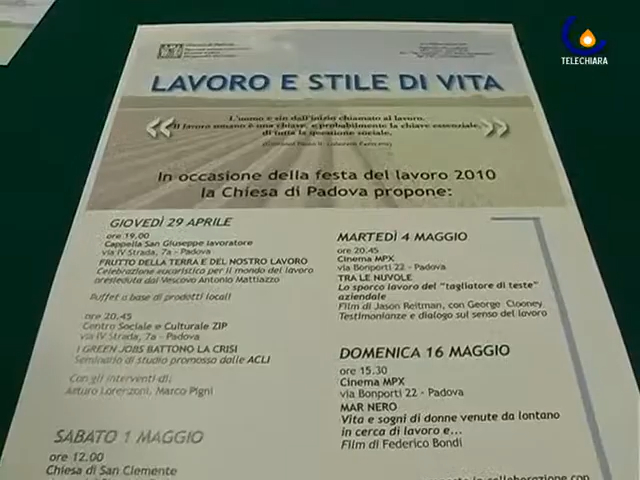 TELECHIARA
LAVORO E STILE DI VITA
L'uomo e sin dall'inizio chiamato al lavoro.
« Il lavoro umano è una chiave, e probabilmente la chiave essenziale, »
di tutta la questione sociale.
In occasione della festa del lavoro 2010
la Chiesa di Padova propone:
GIOVEDÌ 29 APRILE
ore 19.00
Cappella San Giuseppe lavoratore
via IV Strada, 7a - Padova
FRUTTO DELLA TERRA E DEL NOSTRO LAVORO
Celebrazione eucaristica per il mondo del lavoro
presieduta dal Vescovo Antonio Mattiazzo
Buffet a base di prodotti locali
ore 20.45
Centro Sociale e Culturale ZIP
via IV Strada, 7a - Padova
I GREEN JOBS BATTONO LA CRISI
Seminario di studio promosso dalle ACLI
Con gli interventi di:
Arturo Lorenzoni, Marco Pigni
SABATO 1 MAGGIO
ore 12.00
Chiesa di San Clemente
MARTEDÌ 4 MAGGIO
ore 20.45
Cinema MPX
via Bonporti 22 - Padova
TRA LE NUVOLE
Lo sporco lavoro del "tagliatore di teste"
aziendale
Film di Jason Reitman, con George Clooney
Testimonianze e dialogo sul senso del lavoro
DOMENICA 16 MAGGIO
ore 15.30
Cinema MPX
via Bonporti 22 - Padova
MAR NERO
Vita e sogni di donne venute da lontano
in cerca di lavoro e...
Film di Federico Bondi
in collaborazione con